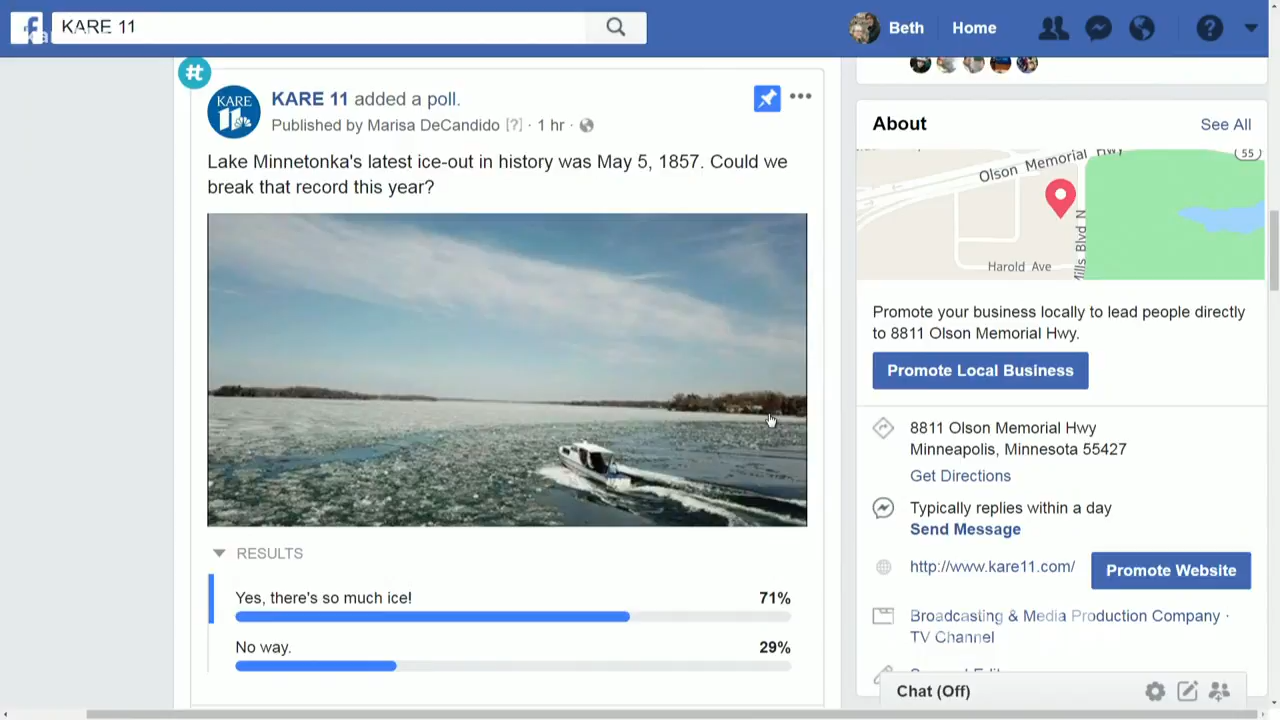 KARE 11
Beth
Home
KARE 11 added a poll.
Published by Marisa DeCandido [?] · 1 hr ·
Lake Minnetonka's latest ice-out in history was May 5, 1857. Could we
break that record this year?
RESULTS
Yes, there's so much ice! 71%
No way. 29%
About
See All
Olson Memorial Hwy
55
Harold Ave
Blvd N
Promote your business locally to lead people directly
to 8811 Olson Memorial Hwy.
Promote Local Business
8811 Olson Memorial Hwy
Minneapolis, Minnesota 55427
Get Directions
Typically replies within a day
Send Message
http://www.kare11.com/
Promote Website
Broadcasting & Media Production Company ·
TV Channel
Chat (Off)